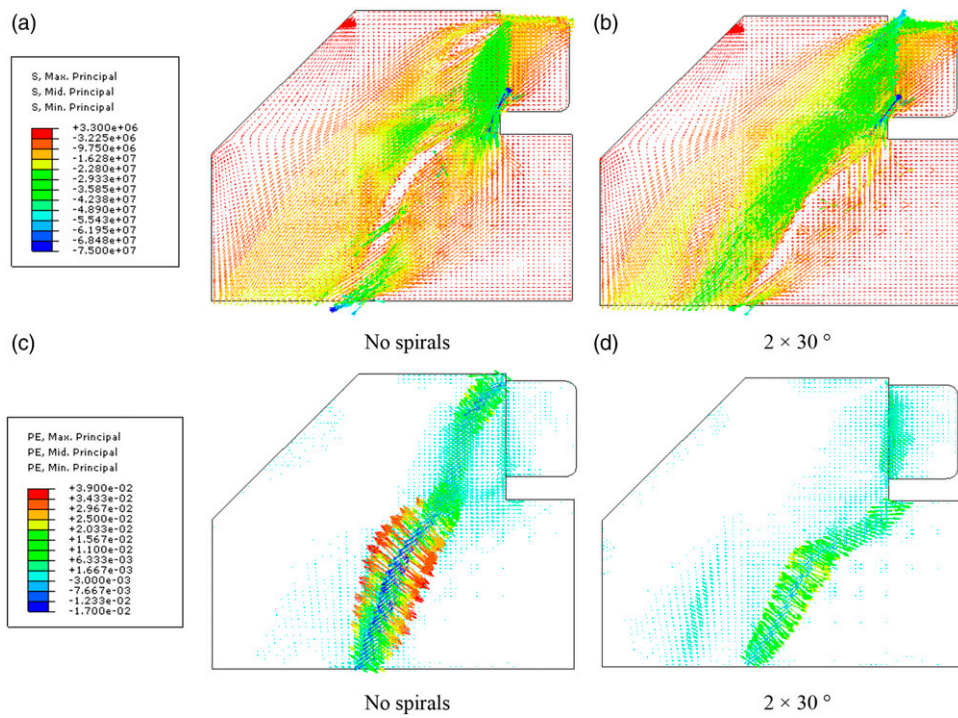 (a)
(b)
S, Max. Principal
S, Mid. Principal
S, Min. Principal
+3.300e+06
-3.225e+06
-9.750e+06
-1.628e+07
-2.280e+07
-2.933e+07
-3.585e+07
-4.238e+07
-4.890e+07
-5.543e+07
-6.195e+07
-6.848e+07
-7.500e+07
No spirals
2 × 30 °
(c)
(d)
PE, Max. Principal
PE, Mid. Principal
PE, Min. Principal
+3.900e-02
+3.433e-02
+2.967e-02
+2.500e-02
+2.033e-02
+1.567e-02
+1.100e-02
+6.333e-03
+1.667e-03
-3.000e-03
-7.667e-03
-1.233e-02
-1.700e-02
No spirals
2 × 30 °